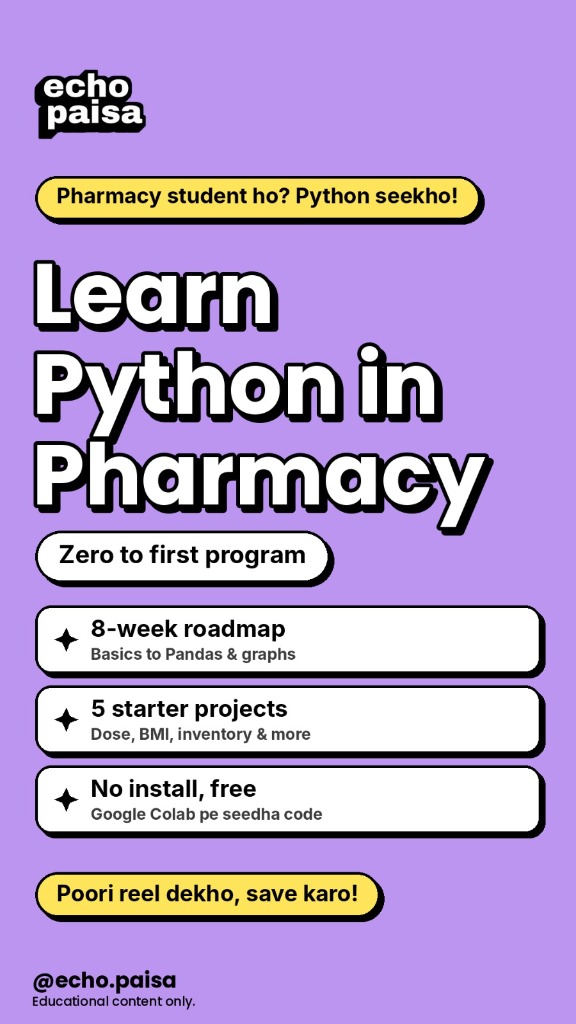 echo
paisa
Pharmacy student ho? Python seekho!
Learn
Python in
Pharmacy
Zero to first program
8-week roadmap
Basics to Pandas & graphs
5 starter projects
Dose, BMI, inventory & more
No install, free
Google Colab pe seedha code
Poori reel dekho, save karo!
@echo.paisa
Educational content only.